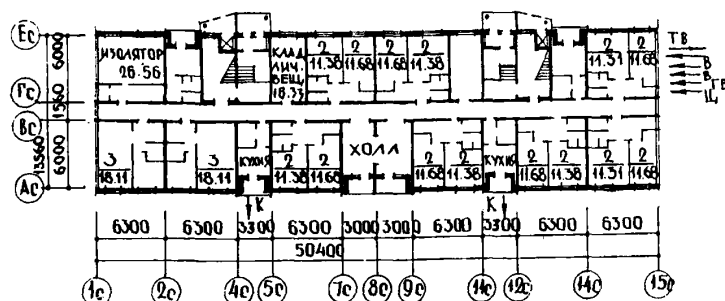 Ес
Гс
Вс
Ас
6000
1560
6000
13560
ИЗОЛЯТОР
26.56
КЛАД
ЛИЧ.
ВЕЩ.
18.33
2
11.38
2
11.68
2
11.68
2
11.38
2
11.31
2
11.68
ТВ
В
В
ГВ
Ц
3
18.11
3
18.11
КУХНЯ
2
11.38
2
11.68
ХОЛЛ
2
11.68
2
11.38
КУХНЯ
2
11.68
2
11.38
2
11.31
2
11.68
К
К
6300 6300 3300 6300 3000 3000 6300 3300 6300 6300
50400
1с 2с 4с 5с 7с 8с 9с 11с 12с 14с 15с